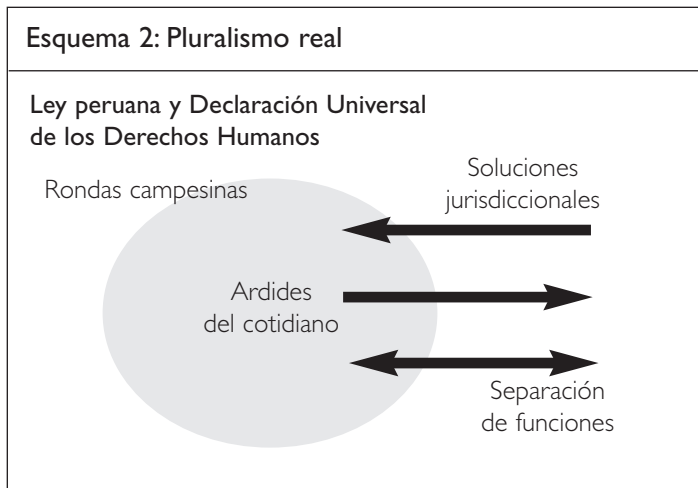 Esquema 2: Pluralismo real
Ley peruana y Declaración Universal
de los Derechos Humanos
Rondas campesinas
Soluciones
jurisdiccionales
Ardides
del cotidiano
Separación
de funciones